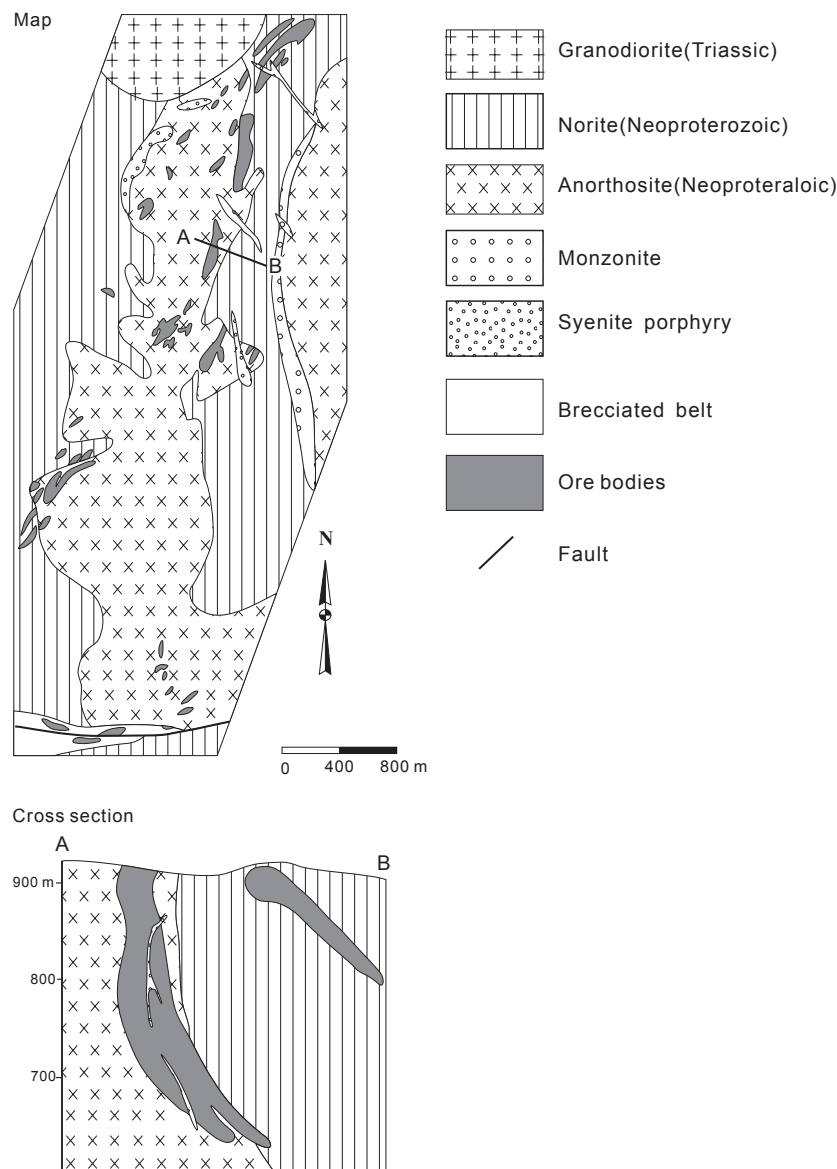 Map
Granodiorite(Triassic)
Norite(Neoproterozoic)
Anorthosite(Neoproteraloic)
Monzonite
Syenite porphyry
Brecciated belt
Ore bodies
Fault
A
B
N
0 400 800 m
Cross section
A
B
900 m
800
700